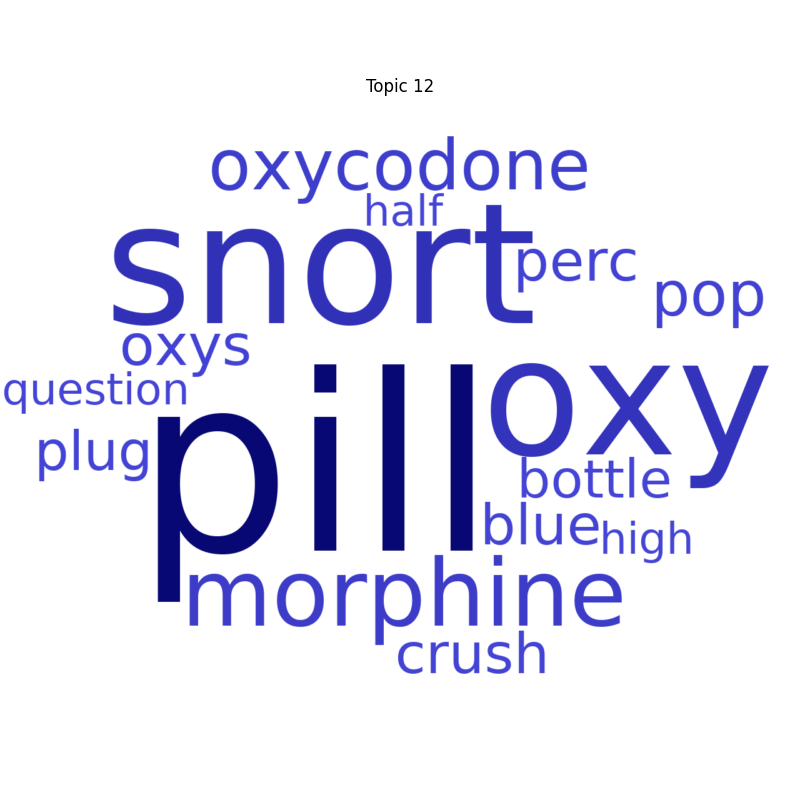 Topic 12
oxycodone
half
snort
perc
pop
oxys
question
pill
oxy
plug
bottle
blue
high
morphine
crush